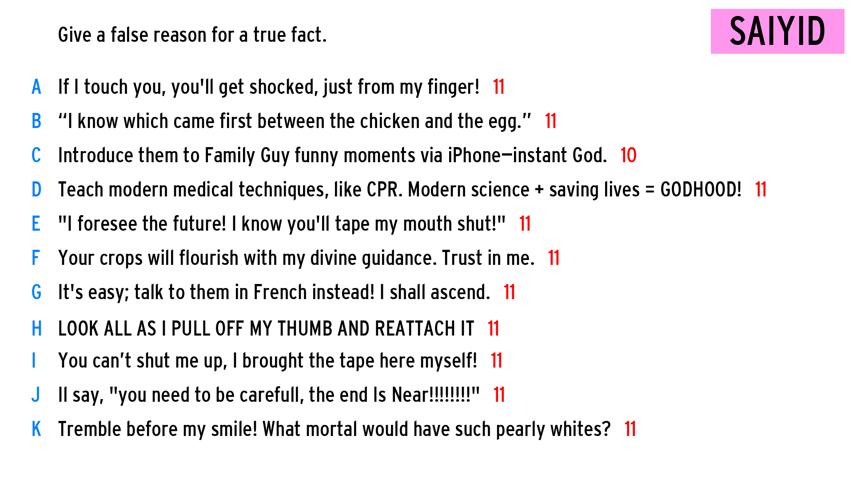 Give a false reason for a true fact.
SAIYID
A If I touch you, you'll get shocked, just from my finger! 11
B “I know which came first between the chicken and the egg.” 11
C Introduce them to Family Guy funny moments via iPhone—instant God. 10
D Teach modern medical techniques, like CPR. Modern science + saving lives = GODHOOD! 11
E "I foresee the future! I know you'll tape my mouth shut!" 11
F Your crops will flourish with my divine guidance. Trust in me. 11
G It's easy; talk to them in French instead! I shall ascend. 11
H LOOK ALL AS I PULL OFF MY THUMB AND REATTACH IT 11
I You can’t shut me up, I brought the tape here myself! 11
J Il say, "you need to be carefull, the end Is Near!!!!!!!!" 11
K Tremble before my smile! What mortal would have such pearly whites? 11